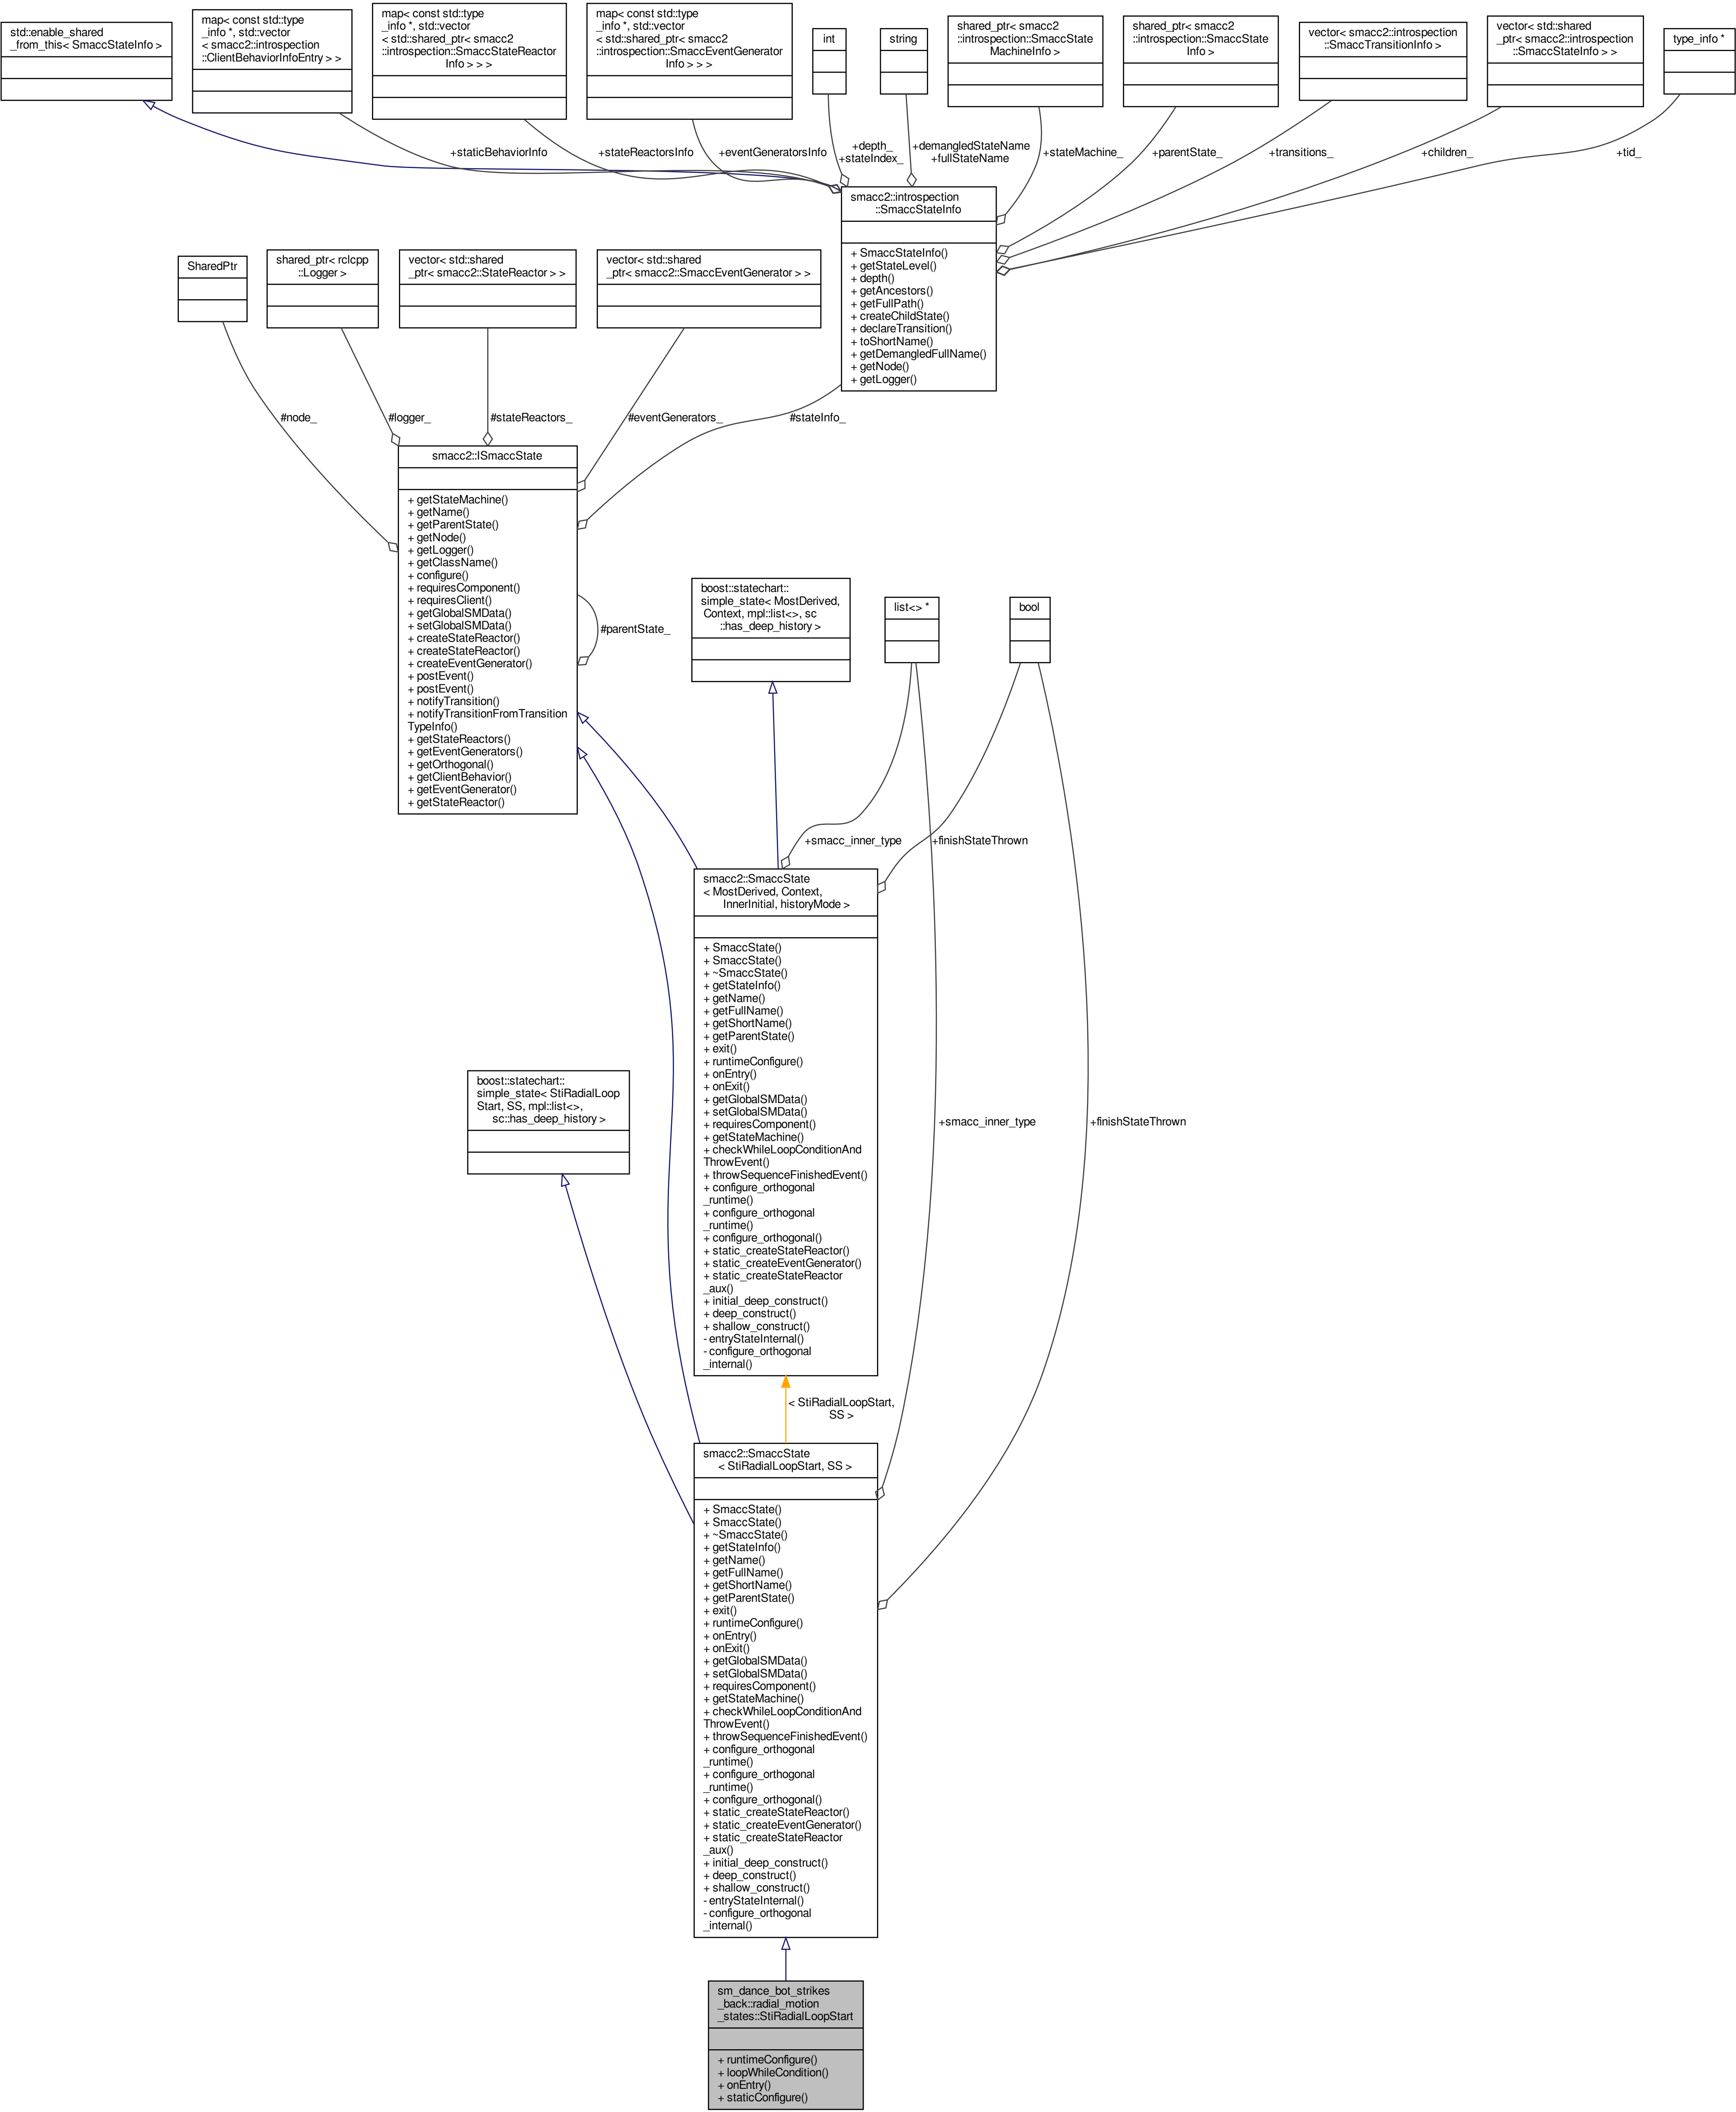 std::enable_shared
_from_this< SmaccStateInfo >
map< const std::type
_info *, std::vector
< smacc2::introspection
::ClientBehaviorInfoEntry > >
map< const std::type
_info *, std::vector
< std::shared_ptr< smacc2
::introspection::SmaccStateReactor
Info > > >
map< const std::type
_info *, std::vector
< std::shared_ptr< smacc2
::introspection::SmaccEventGenerator
Info > > >
int
string
shared_ptr< smacc2
::introspection::SmaccState
MachineInfo >
shared_ptr< smacc2
::introspection::SmaccState
Info >
vector< smacc2::introspection
::SmaccTransitionInfo >
vector< std::shared
_ptr< smacc2::introspection
::SmaccStateInfo > >
type_info *
+staticBehaviorInfo
+stateReactorsInfo
+eventGeneratorsInfo
+depth_
+stateIndex_
+demangledStateName
+fullStateName
+stateMachine_
+parentState_
+transitions_
+children_
+tid_
smacc2::introspection
::SmaccStateInfo
+ SmaccStateInfo()
+ getStateLevel()
+ depth()
+ getAncestors()
+ getFullPath()
+ createChildState()
+ declareTransition()
+ toShortName()
+ getDemangledFullName()
+ getNode()
+ getLogger()
SharedPtr
shared_ptr< rclcpp
::Logger >
vector< std::shared
_ptr< smacc2::StateReactor > >
vector< std::shared
_ptr< smacc2::SmaccEventGenerator > >
#node_
#logger_
#stateReactors_
#eventGenerators_
#stateInfo_
smacc2::ISmaccState
+ getStateMachine()
+ getName()
+ getParentState()
+ getNode()
+ getLogger()
+ getClassName()
+ configure()
+ requiresComponent()
+ requiresClient()
+ getGlobalSMData()
+ setGlobalSMData()
+ createStateReactor()
+ createStateReactor()
+ createEventGenerator()
+ postEvent()
+ postEvent()
+ notifyTransition()
+ notifyTransitionFromTransition
TypeInfo()
+ getStateReactors()
+ getEventGenerators()
+ getOrthogonal()
+ getClientBehavior()
+ getEventGenerator()
+ getStateReactor()
#parentState_
boost::statechart::
simple_state< MostDerived,
Context, mpl::list<>, sc
::has_deep_history >
list<> *
bool
+smacc_inner_type
+finishStateThrown
smacc2::SmaccState
< MostDerived, Context,
InnerInitial, historyMode >
+ SmaccState()
+ SmaccState()
+ ~SmaccState()
+ getStateInfo()
+ getName()
+ getFullName()
+ getShortName()
+ getParentState()
+ exit()
+ runtimeConfigure()
+ onEntry()
+ onExit()
+ getGlobalSMData()
+ setGlobalSMData()
+ requiresComponent()
+ getStateMachine()
+ checkWhileLoopConditionAnd
ThrowEvent()
+ throwSequenceFinishedEvent()
+ configure_orthogonal
_runtime()
+ configure_orthogonal
_runtime()
+ configure_orthogonal()
+ static_createStateReactor()
+ static_createEventGenerator()
+ static_createStateReactor
_aux()
+ initial_deep_construct()
+ deep_construct()
+ shallow_construct()
- entryStateInternal()
- configure_orthogonal
_internal()
boost::statechart::
simple_state< StiRadialLoop
Start, SS, mpl::list<>,
sc::has_deep_history >
+smacc_inner_type
+finishStateThrown
< StiRadialLoopStart,
SS >
smacc2::SmaccState
< StiRadialLoopStart, SS >
+ SmaccState()
+ SmaccState()
+ ~SmaccState()
+ getStateInfo()
+ getName()
+ getFullName()
+ getShortName()
+ getParentState()
+ exit()
+ runtimeConfigure()
+ onEntry()
+ onExit()
+ getGlobalSMData()
+ setGlobalSMData()
+ requiresComponent()
+ getStateMachine()
+ checkWhileLoopConditionAnd
ThrowEvent()
+ throwSequenceFinishedEvent()
+ configure_orthogonal
_runtime()
+ configure_orthogonal
_runtime()
+ configure_orthogonal()
+ static_createStateReactor()
+ static_createEventGenerator()
+ static_createStateReactor
_aux()
+ initial_deep_construct()
+ deep_construct()
+ shallow_construct()
- entryStateInternal()
- configure_orthogonal
_internal()
sm_dance_bot_strikes
_back::radial_motion
_states::StiRadialLoopStart
+ runtimeConfigure()
+ loopWhileCondition()
+ onEntry()
+ staticConfigure()